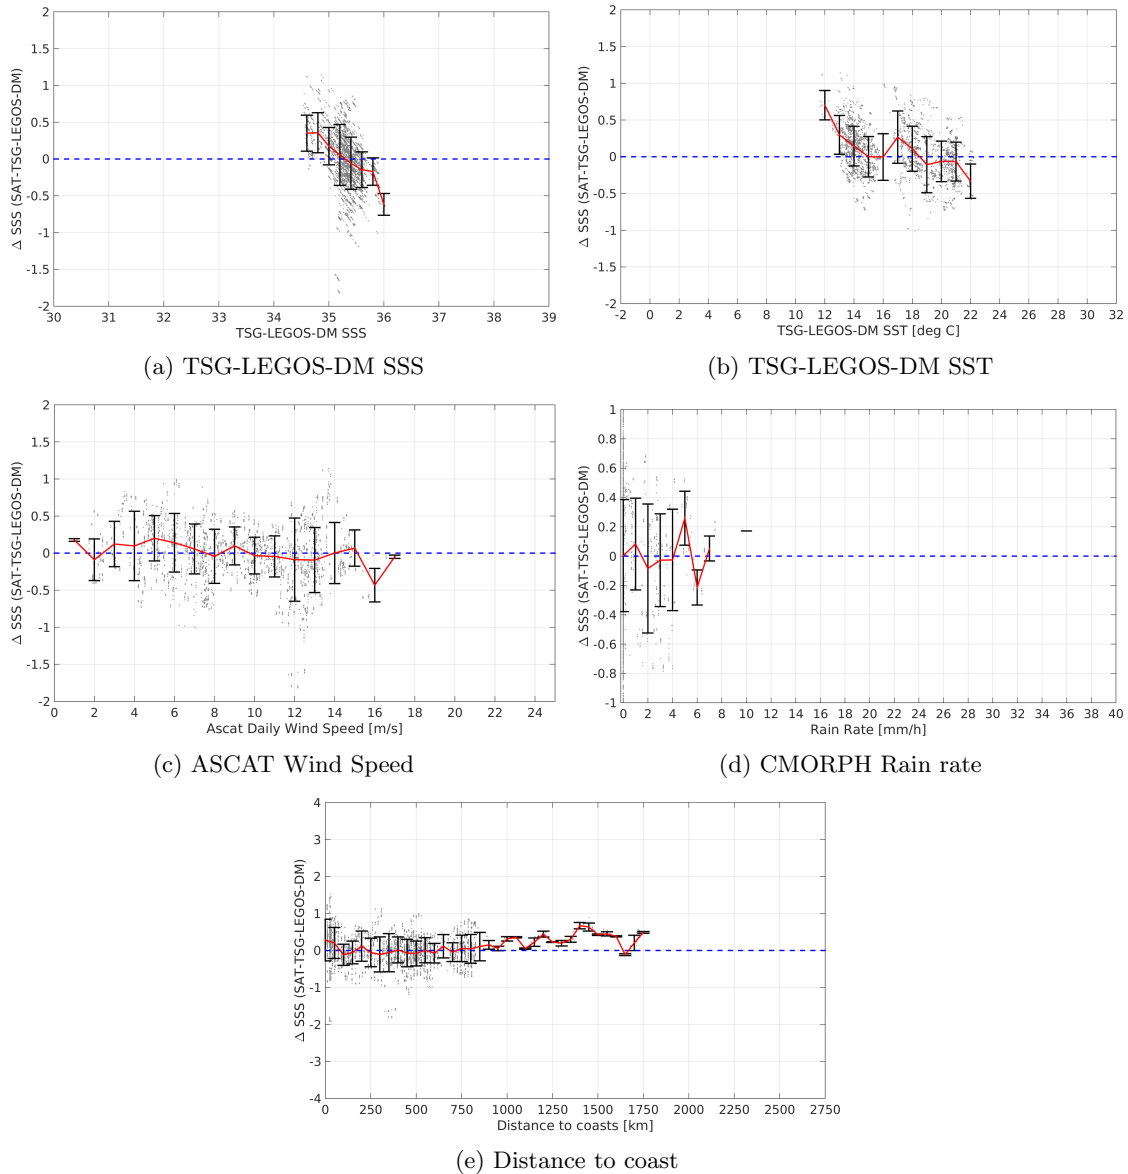 2
1.5
1
0.5
0
-0.5
-1
-1.5
-2
Δ SSS (SAT-TSG-LEGOS-DM)
30 31 32 33 34 35 36 37 38 39
TSG-LEGOS-DM SSS
(a) TSG-LEGOS-DM SSS
2
1.5
1
0.5
0
-0.5
-1
-1.5
-2
Δ SSS (SAT-TSG-LEGOS-DM)
-2 0 2 4 6 8 10 12 14 16 18 20 22 24 26 28 30 32
TSG-LEGOS-DM SST [deg C]
(b) TSG-LEGOS-DM SST
2
1.5
1
0.5
0
-0.5
-1
-1.5
-2
Δ SSS (SAT-TSG-LEGOS-DM)
0 2 4 6 8 10 12 14 16 18 20 22 24
Ascat Daily Wind Speed [m/s]
(c) ASCAT Wind Speed
1
0.8
0.6
0.4
0.2
0
-0.2
-0.4
-0.6
-0.8
-1
Δ SSS (SAT-TSG-LEGOS-DM)
0 2 4 6 8 10 12 14 16 18 20 22 24 26 28 30 32 34 36 38 40
Rain Rate [mm/h]
(d) CMORPH Rain rate
4
3
2
1
0
-1
-2
-3
-4
Δ SSS (SAT-TSG-LEGOS-DM)
0 250 500 750 1000 1250 1500 1750 2000 2250 2500 2750
Distance to coasts [km]
(e) Distance to coast